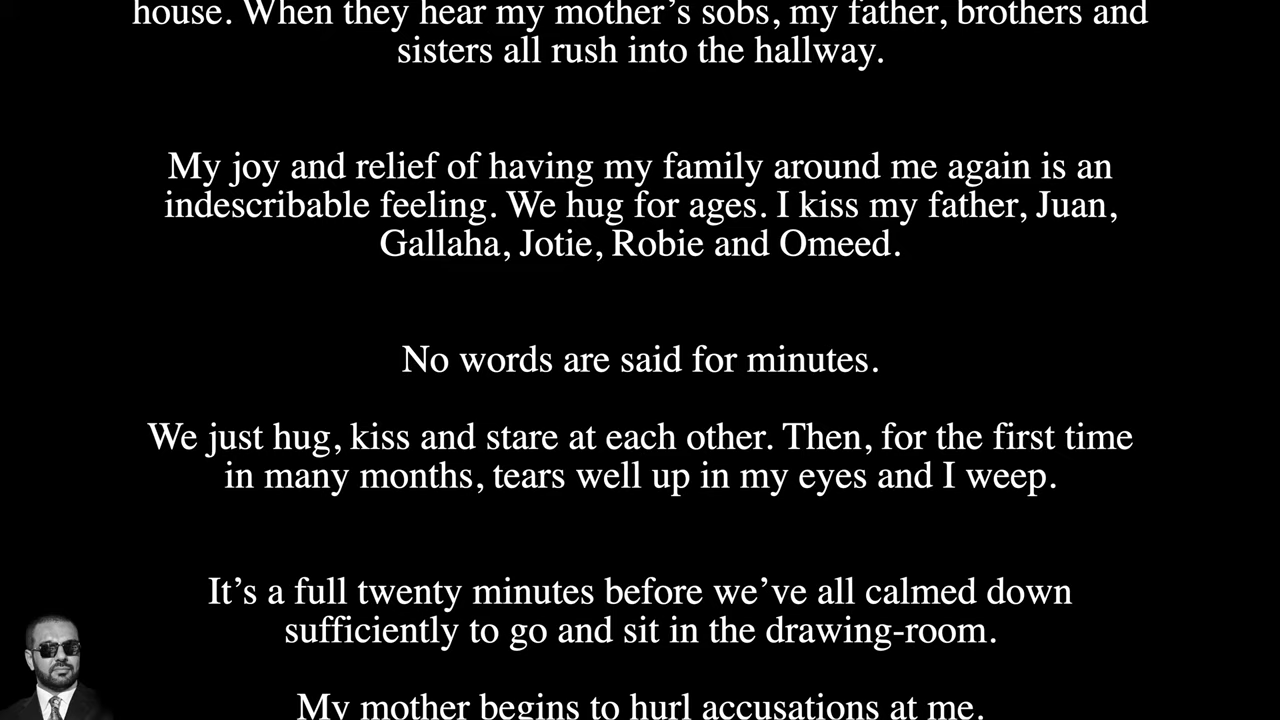 house. When they hear my mother’s sobs, my father, brothers and
sisters all rush into the hallway.
My joy and relief of having my family around me again is an
indescribable feeling. We hug for ages. I kiss my father, Juan,
Gallaha, Jotie, Robie and Omeed.
No words are said for minutes.
We just hug, kiss and stare at each other. Then, for the first time
in many months, tears well up in my eyes and I weep.
It’s a full twenty minutes before we’ve all calmed down
sufficiently to go and sit in the drawing-room.
My mother begins to hurl accusations at me.